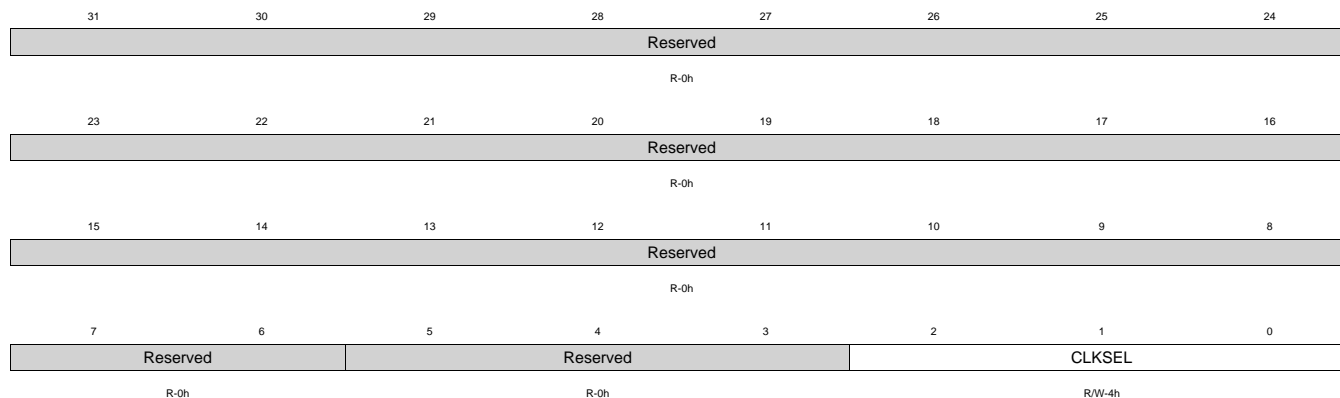 31 30 29 28 27 26 25 24
Reserved
R-0h
23 22 21 20 19 18 17 16
Reserved
R-0h
15 14 13 12 11 10 9 8
Reserved
R-0h
7 6 5 4 3 2 1 0
Reserved Reserved CLKSEL
R-0h R-0h R/W-4h